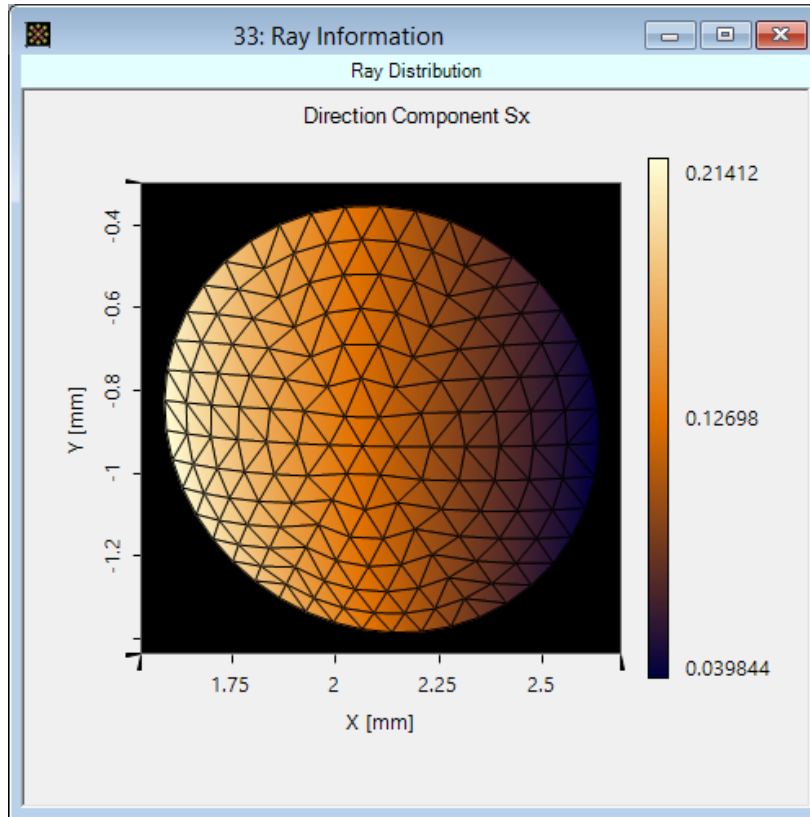 33: Ray Information
Ray Distribution
Direction Component Sx
0.21412
0.12698
0.039844
-0.4
-0.6
-0.8
-1
-1.2
Y [mm]
1.75 2 2.25 2.5
X [mm]